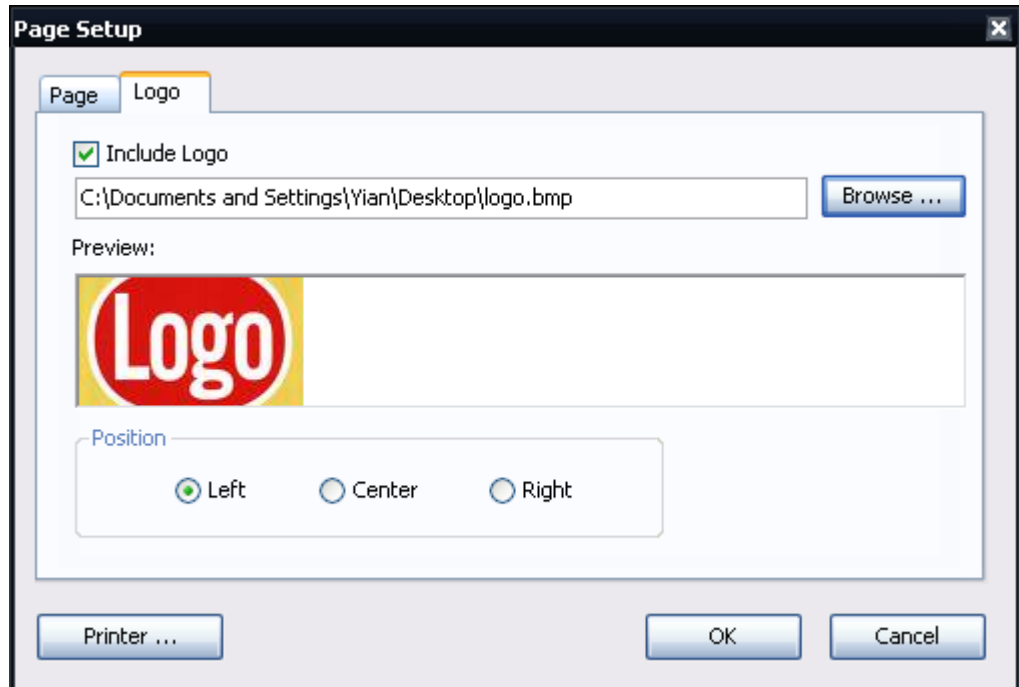 Page Setup
Page
Logo
Include Logo
C:\Documents and Settings\Yian\Desktop\logo.bmp
Browse ...
Preview:
Logo
Position
Left
Center
Right
Printer ...
OK
Cancel